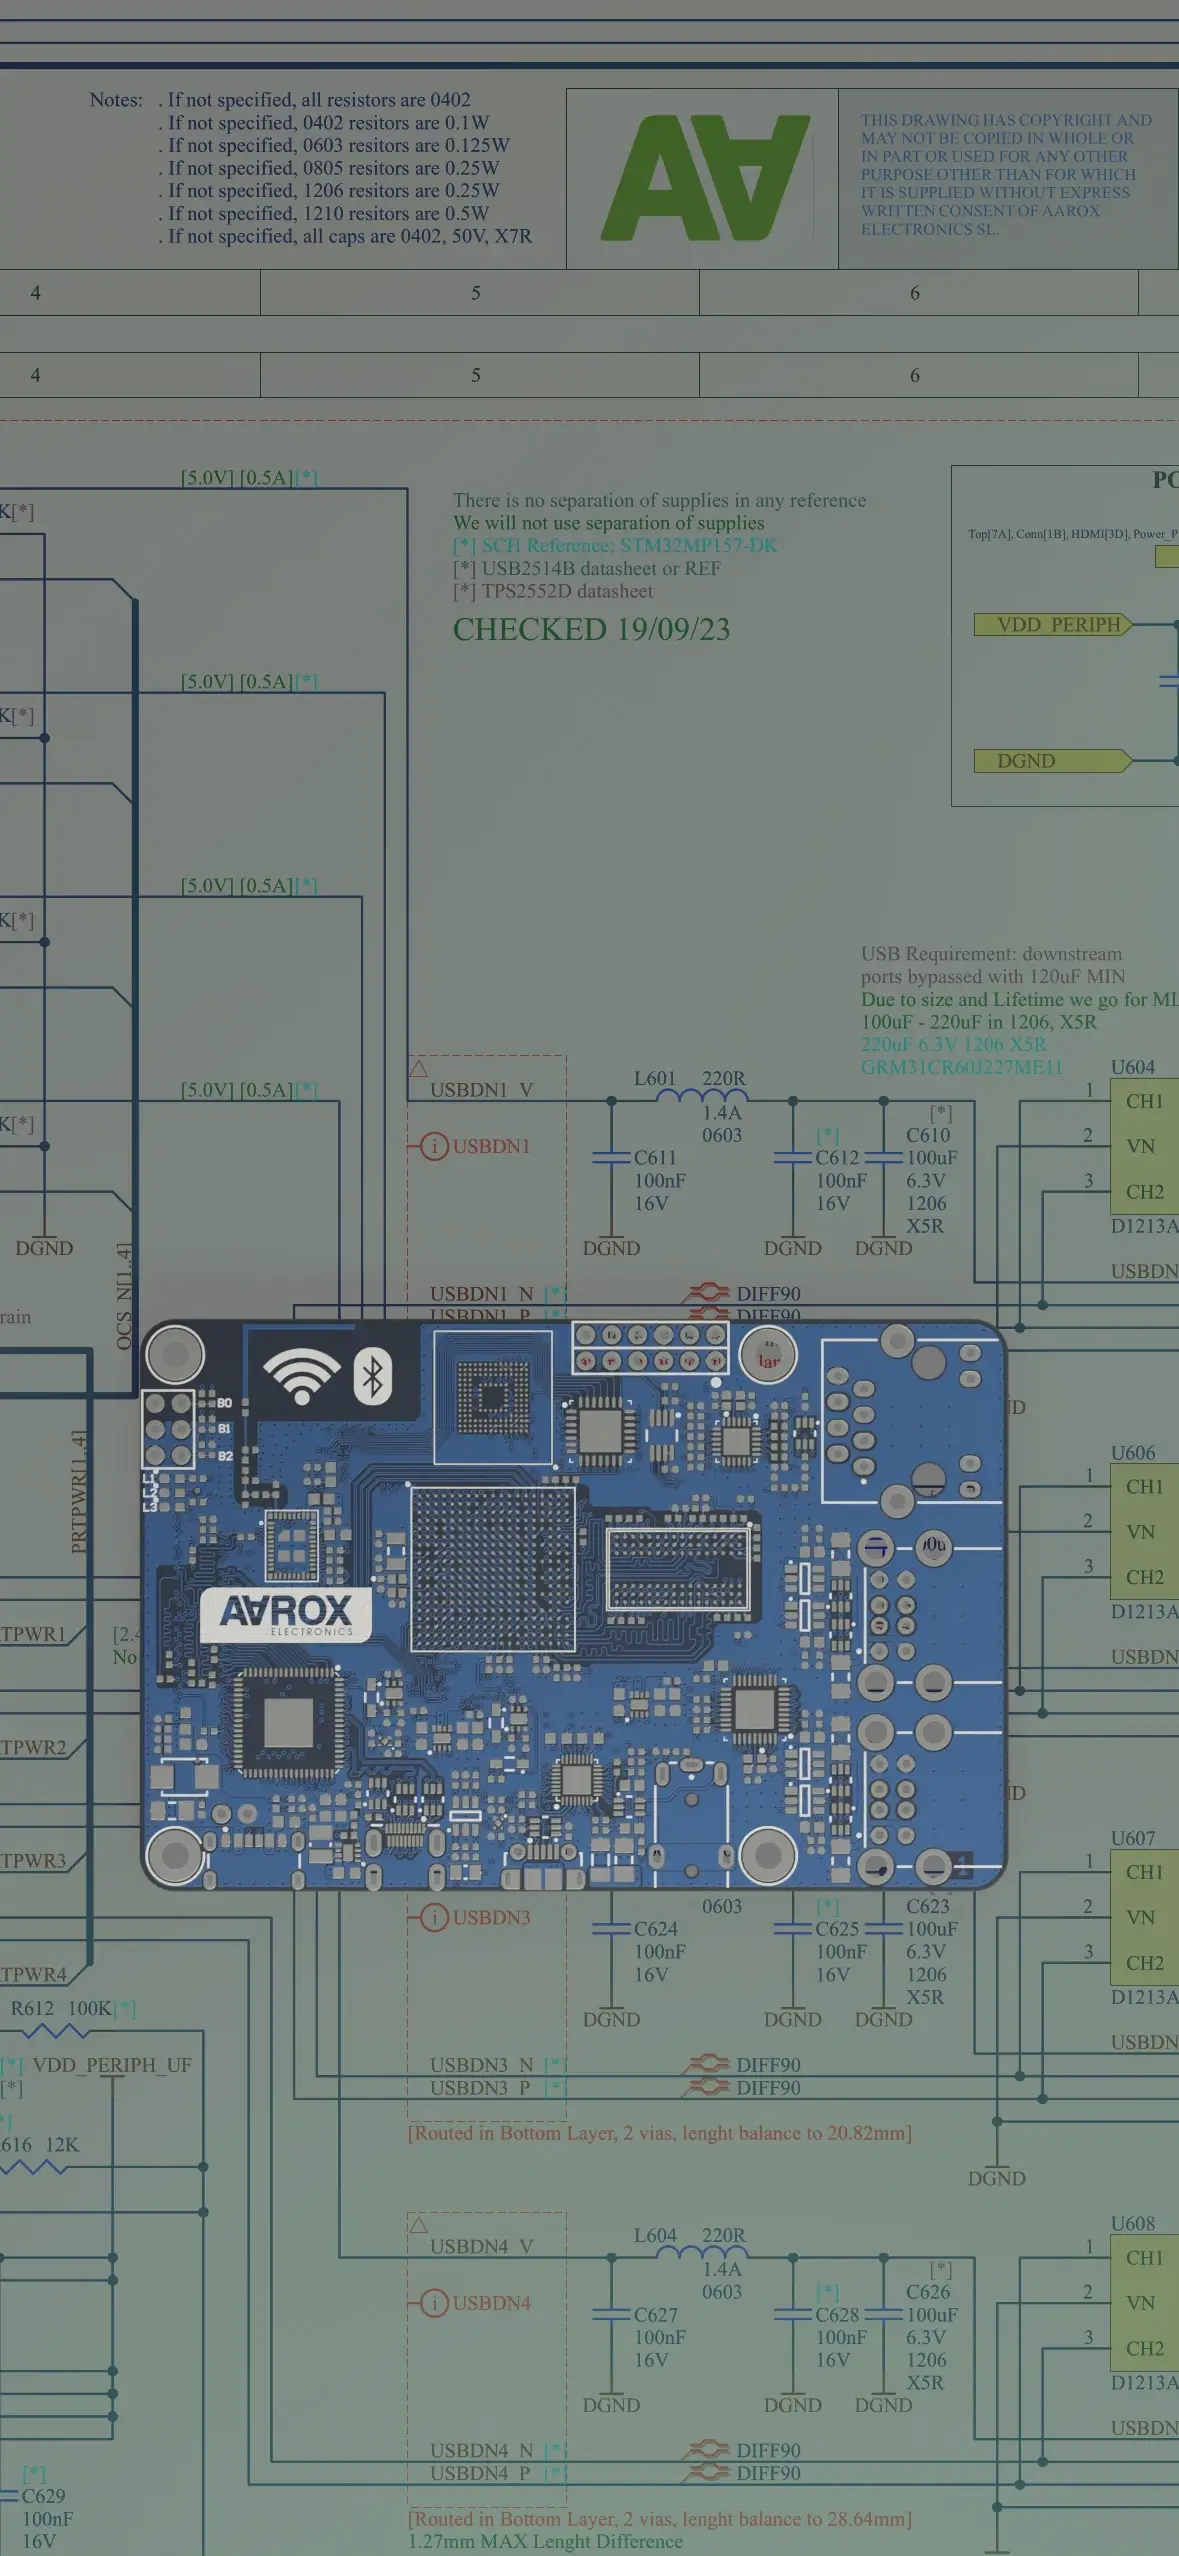 Notes: . If not specified, all resistors are 0402
. If not specified, 0402 resitors are 0.1W
. If not specified, 0603 resitors are 0.125W
. If not specified, 0805 resitors are 0.25W
. If not specified, 1206 resitors are 0.25W
. If not specified, 1210 resitors are 0.5W
. If not specified, all caps are 0402, 50V, X7R
THIS DRAWING HAS COPYRIGHT AND
MAY NOT BE COPIED IN WHOLE OR
IN PART OR USED FOR ANY OTHER
PURPOSE OTHER THAN FOR WHICH
IT IS SUPPLIED WITHOUT EXPRESS
WRITTEN CONSENT OF AAROX
ELECTRONICS SL.
4 5 6
4 5 6
[5.0V] [0.5A][*]
K[*]
There is no separation of supplies in any reference
We will not use separation of supplies
[*] SCH Reference: STM32MP157-DK
[*] USB2514B datasheet or REF
[*] TPS2552D datasheet
CHECKED 19/09/23
PO
Top[7A], Conn[1B], HDMI[3D], Power_P
VDD_PERIPH
DGND
[5.0V] [0.5A][*]
K[*]
[5.0V] [0.5A][*]
K[*]
USB Requirement: downstream
ports bypassed with 120uF MIN
Due to size and Lifetime we go for ML
100uF - 220uF in 1206, X5R
220uF 6.3V 1206 X5R
GRM31CR60J227ME11
[5.0V] [0.5A][*]
K[*]
DGND
OCS_N[1..4]
USBDN1_V
USBDN1
L601 220R
1.4A
0603
C611
100nF
16V
DGND
[*]
C612
100nF
16V
DGND
[*]
C610
100uF
6.3V
1206
X5R
DGND
U604
1 CH1
2 VN
3 CH2
D1213A
USBDN
USBDN1_N [*] DIFF90
USBDN1_P [*] DIFF90
rain
lar
B0
B1
B2
L1
L2
L3
PRTPWR[1..4]
AAROX
ELECTRONICS
[2.4
No
0u
1
ND
U606
1 CH1
2 VN
3 CH2
D1213A
USBDN
TPWR1
TPWR2
TPWR3
TPWR4
ND
U607
1 CH1
2 VN
3 CH2
D1213A
USBDN
USBDN3
0603
C624
100nF
16V
DGND
[*]
C625
100nF
16V
DGND
C623
100uF
6.3V
1206
X5R
DGND
R612 100K[*]
[*] VDD_PERIPH_UF
[*]
*]
616 12K
USBDN3_N [*] DIFF90
USBDN3_P [*] DIFF90
[Routed in Bottom Layer, 2 vias, lenght balance to 20.82mm]
DGND
USBDN4_V
USBDN4
L604 220R
1.4A
0603
C627
100nF
16V
DGND
[*]
C628
100nF
16V
DGND
[*]
C626
100uF
6.3V
1206
X5R
DGND
U608
1 CH1
2 VN
3 CH2
D1213A
USBDN
USBDN4_N [*] DIFF90
USBDN4_P [*] DIFF90
[*]
C629
100nF
16V
[Routed in Bottom Layer, 2 vias, lenght balance to 28.64mm]
1.27mm MAX Lenght Difference